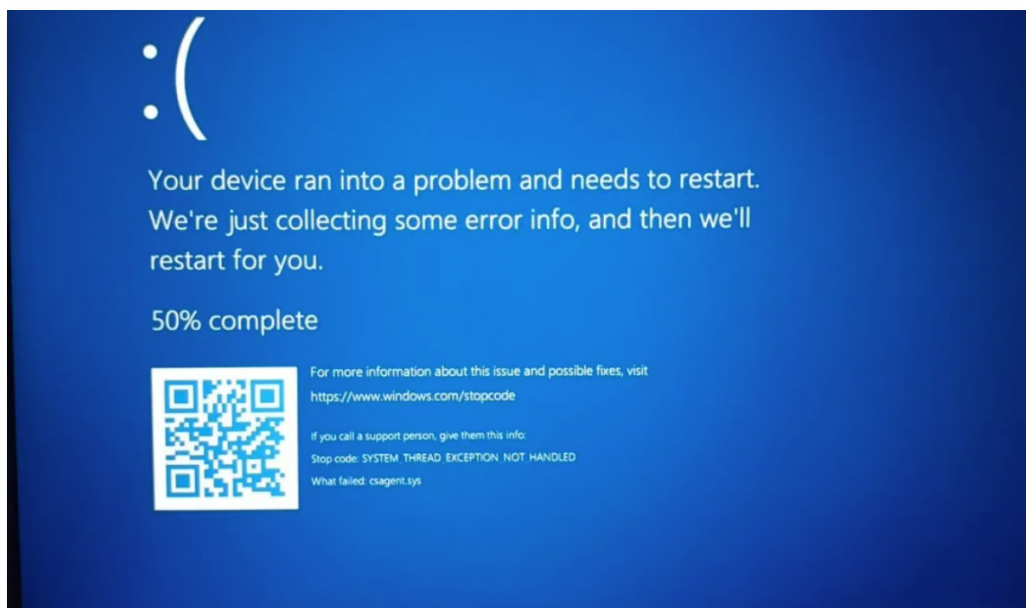 :(
Your device ran into a problem and needs to restart.
We're just collecting some error info, and then we'll
restart for you.
50% complete
For more information about this issue and possible fixes, visit
https://www.windows.com/stopcode
If you call a support person, give them this info:
Stop code: SYSTEM_THREAD_EXCEPTION_NOT_HANDLED
What failed: csagent.sys